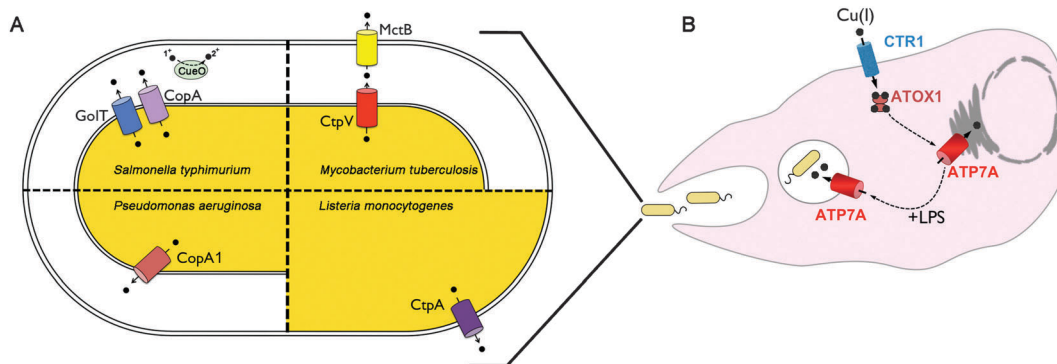 A
MctB
1+
2+
CueO
CopA
GolT
CtpV
Salmonella typhimurium
Mycobacterium tuberculosis
Pseudomonas aeruginosa
Listeria monocytogenes
CopA1
CtpA
B
Cu(I)
CTR1
ATOX1
ATP7A
ATP7A
+LPS